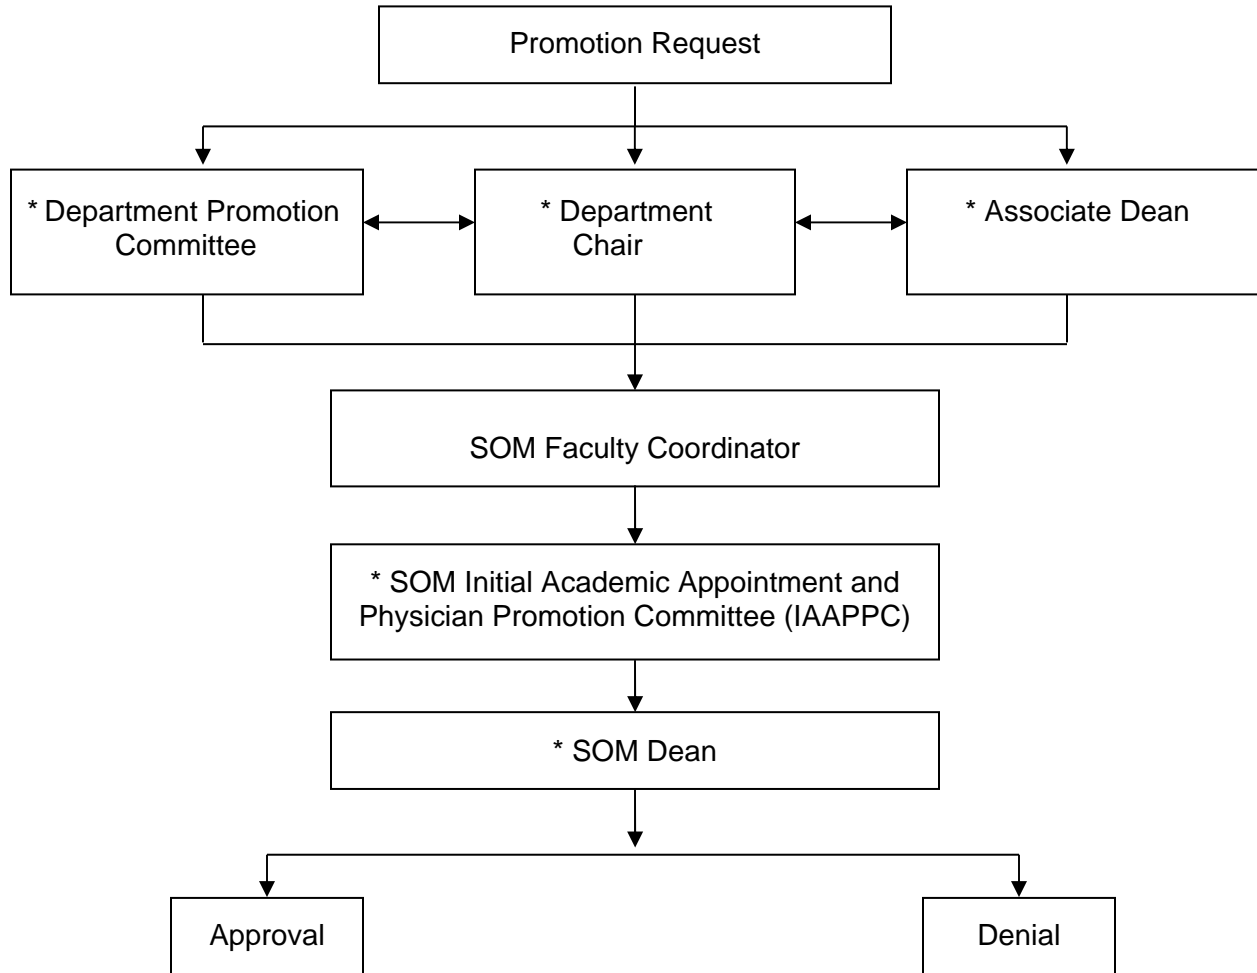 Promotion Request
* Department Promotion
Committee
* Department
Chair
* Associate Dean
SOM Faculty Coordinator
* SOM Initial Academic Appointment and
Physician Promotion Committee (IAAPPC)
* SOM Dean
Approval
Denial